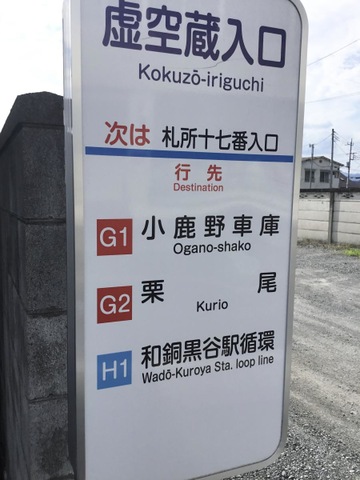 虚空蔵入口
Kokuzō-iriguchi
次は 札所十七番入口
行先
Destination
G1 小鹿野車庫
Ogano-shako
G2 栗尾
Kurio
H1 和銅黒谷駅循環
Wadō-Kuroya Sta. loop line